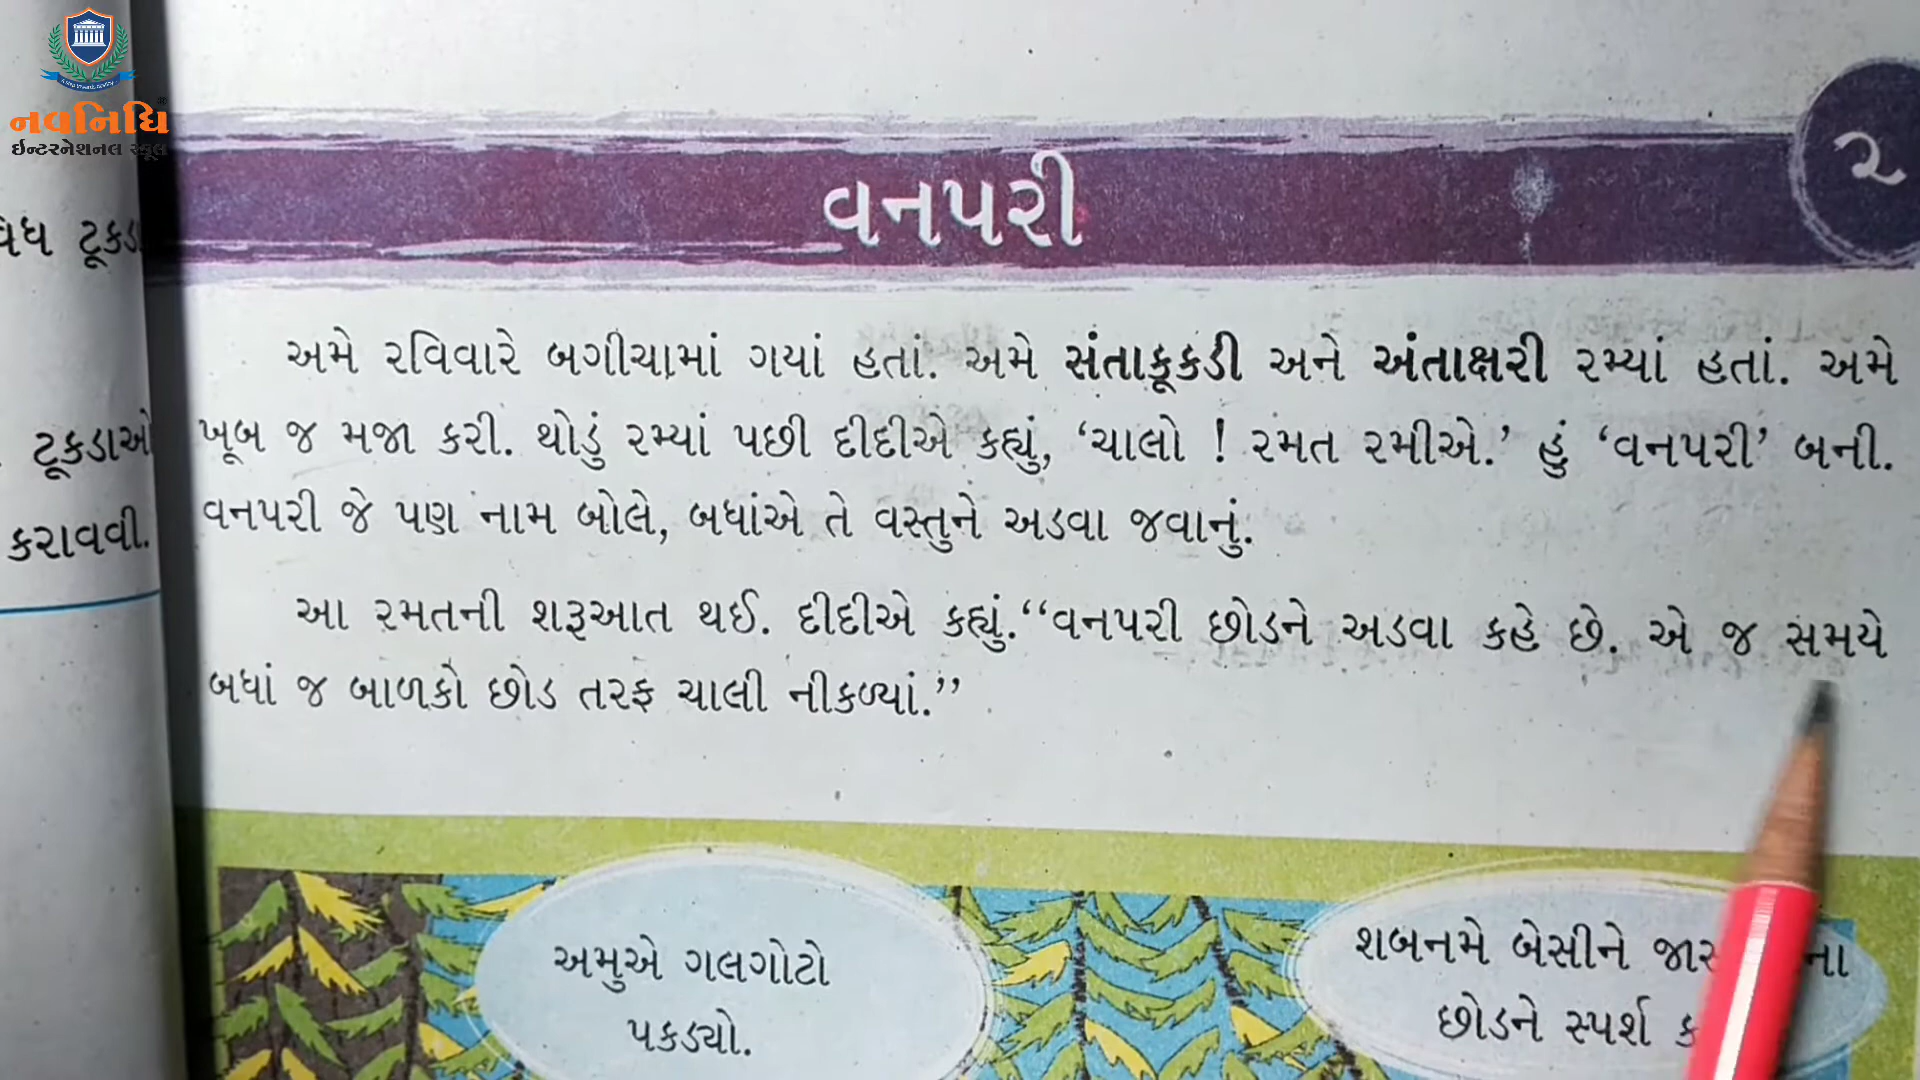 નવનિધિ
ઇન્ટરનેશનલ સ્કૂલ
ટૂકડા
ટૂકડાઓ
કરાવવી.
વનપરી
૨
અમે રવિવારે બગીચામાં ગયાં હતાં. અમે સંતાકૂકડી અને અંતાક્ષરી રમ્યાં હતાં. અમે
ખૂબ જ મજા કરી. થોડું રમ્યાં પછી દીદીએ કહ્યું, ‘ચાલો ! રમત રમીએ.’ હું ‘વનપરી’ બની.
વનપરી જે પણ નામ બોલે, બધાંએ તે વસ્તુને અડવા જવાનું.
આ રમતની શરૂઆત થઈ. દીદીએ કહ્યું.“વનપરી છોડને અડવા કહે છે. એ જ સમયે
બધાં જ બાળકો છોડ તરફ ચાલી નીકળ્યાં.”
અમુએ ગલગોટો
પકડ્યો.
શબનમે બેસીને
છોડને સ્પર્શ